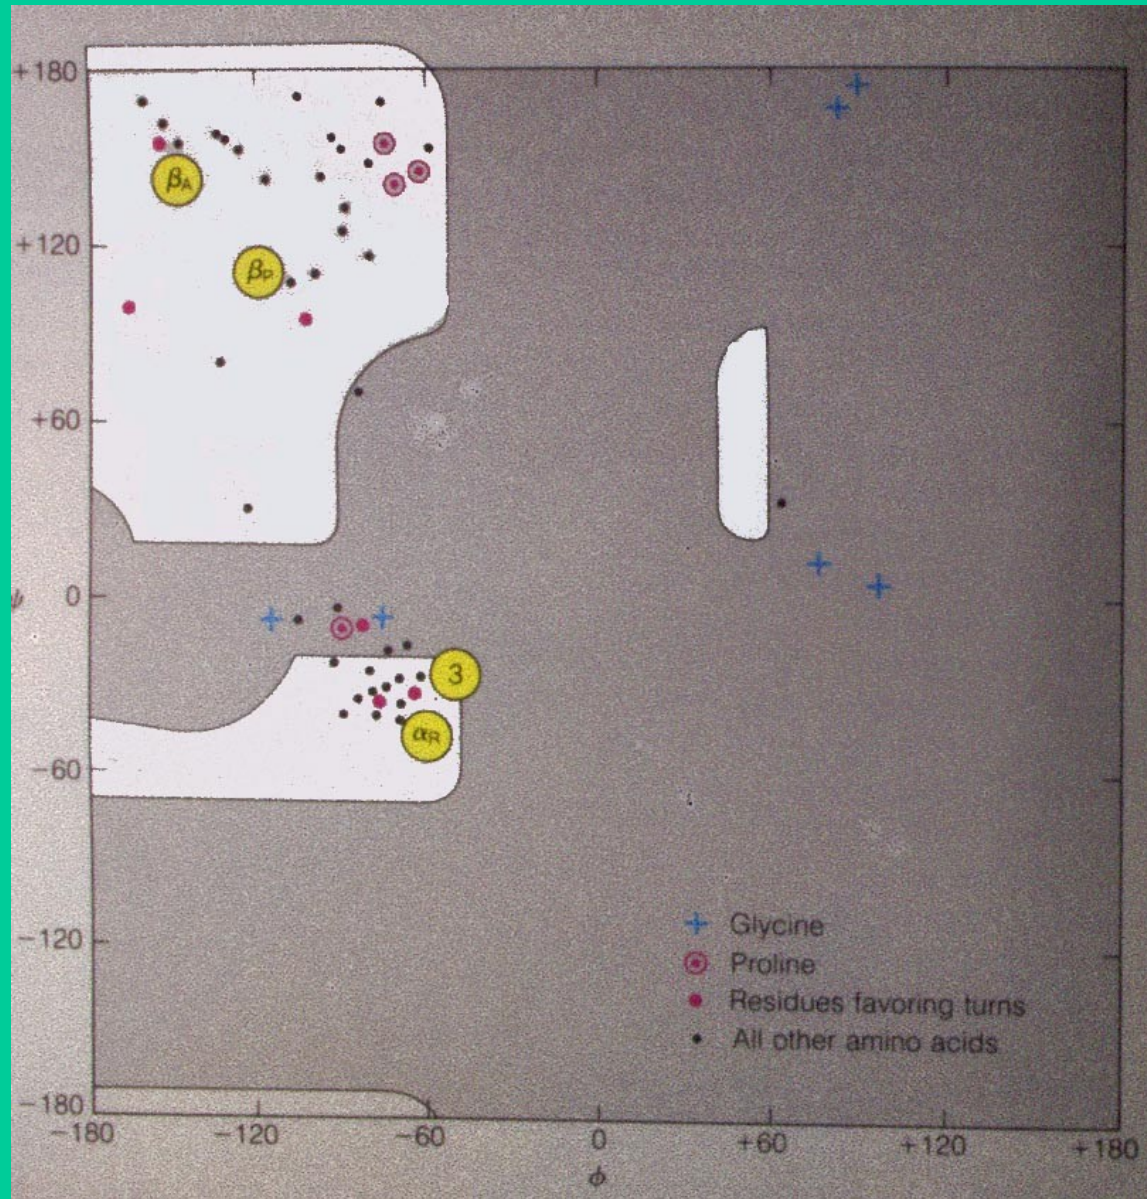 +180
βA
+120
βP
+60
ψ 0
3
αR
−60
Glycine
−120
Proline
Residues favoring turns
All other amino acids
−180
−180 −120 −60 0 +60 +120 +180
ϕ